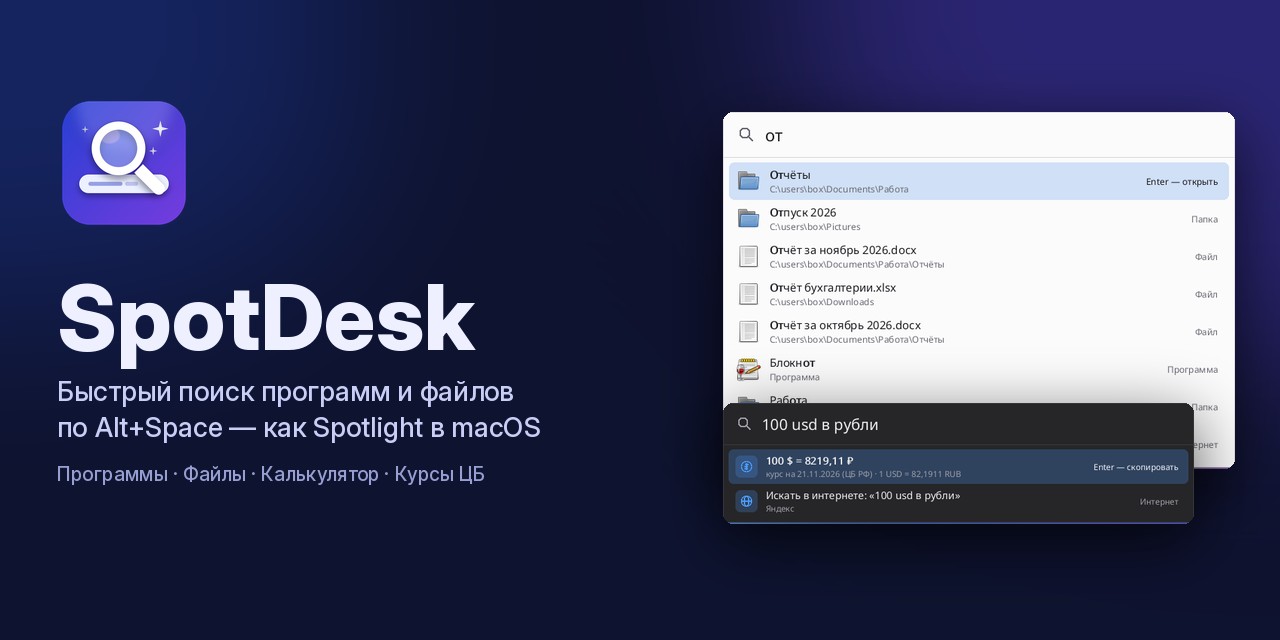 SpotDesk
Быстрый поиск программ и файлов
по Alt+Space — как Spotlight в macOS
Программы · Файлы · Калькулятор · Курсы ЦБ
от
Отчёты
C:\users\box\Documents\Работа
Enter — открыть
Отпуск 2026
C:\users\box\Pictures
Папка
Отчёт за ноябрь 2026.docx
C:\users\box\Documents\Работа\Отчёты
Файл
Отчёт бухгалтерии.xlsx
C:\users\box\Downloads
Файл
Отчёт за октябрь 2026.docx
C:\users\box\Documents\Работа\Отчёты
Файл
Блокнот
Программа
Программа
Работа
100 usd в рубли
100 $ = 8219,11 ₽
курс на 21.11.2026 (ЦБ РФ) · 1 USD = 82,1911 RUB
Enter — скопировать
Искать в интернете: «100 usd в рубли»
Яндекс
Интернет